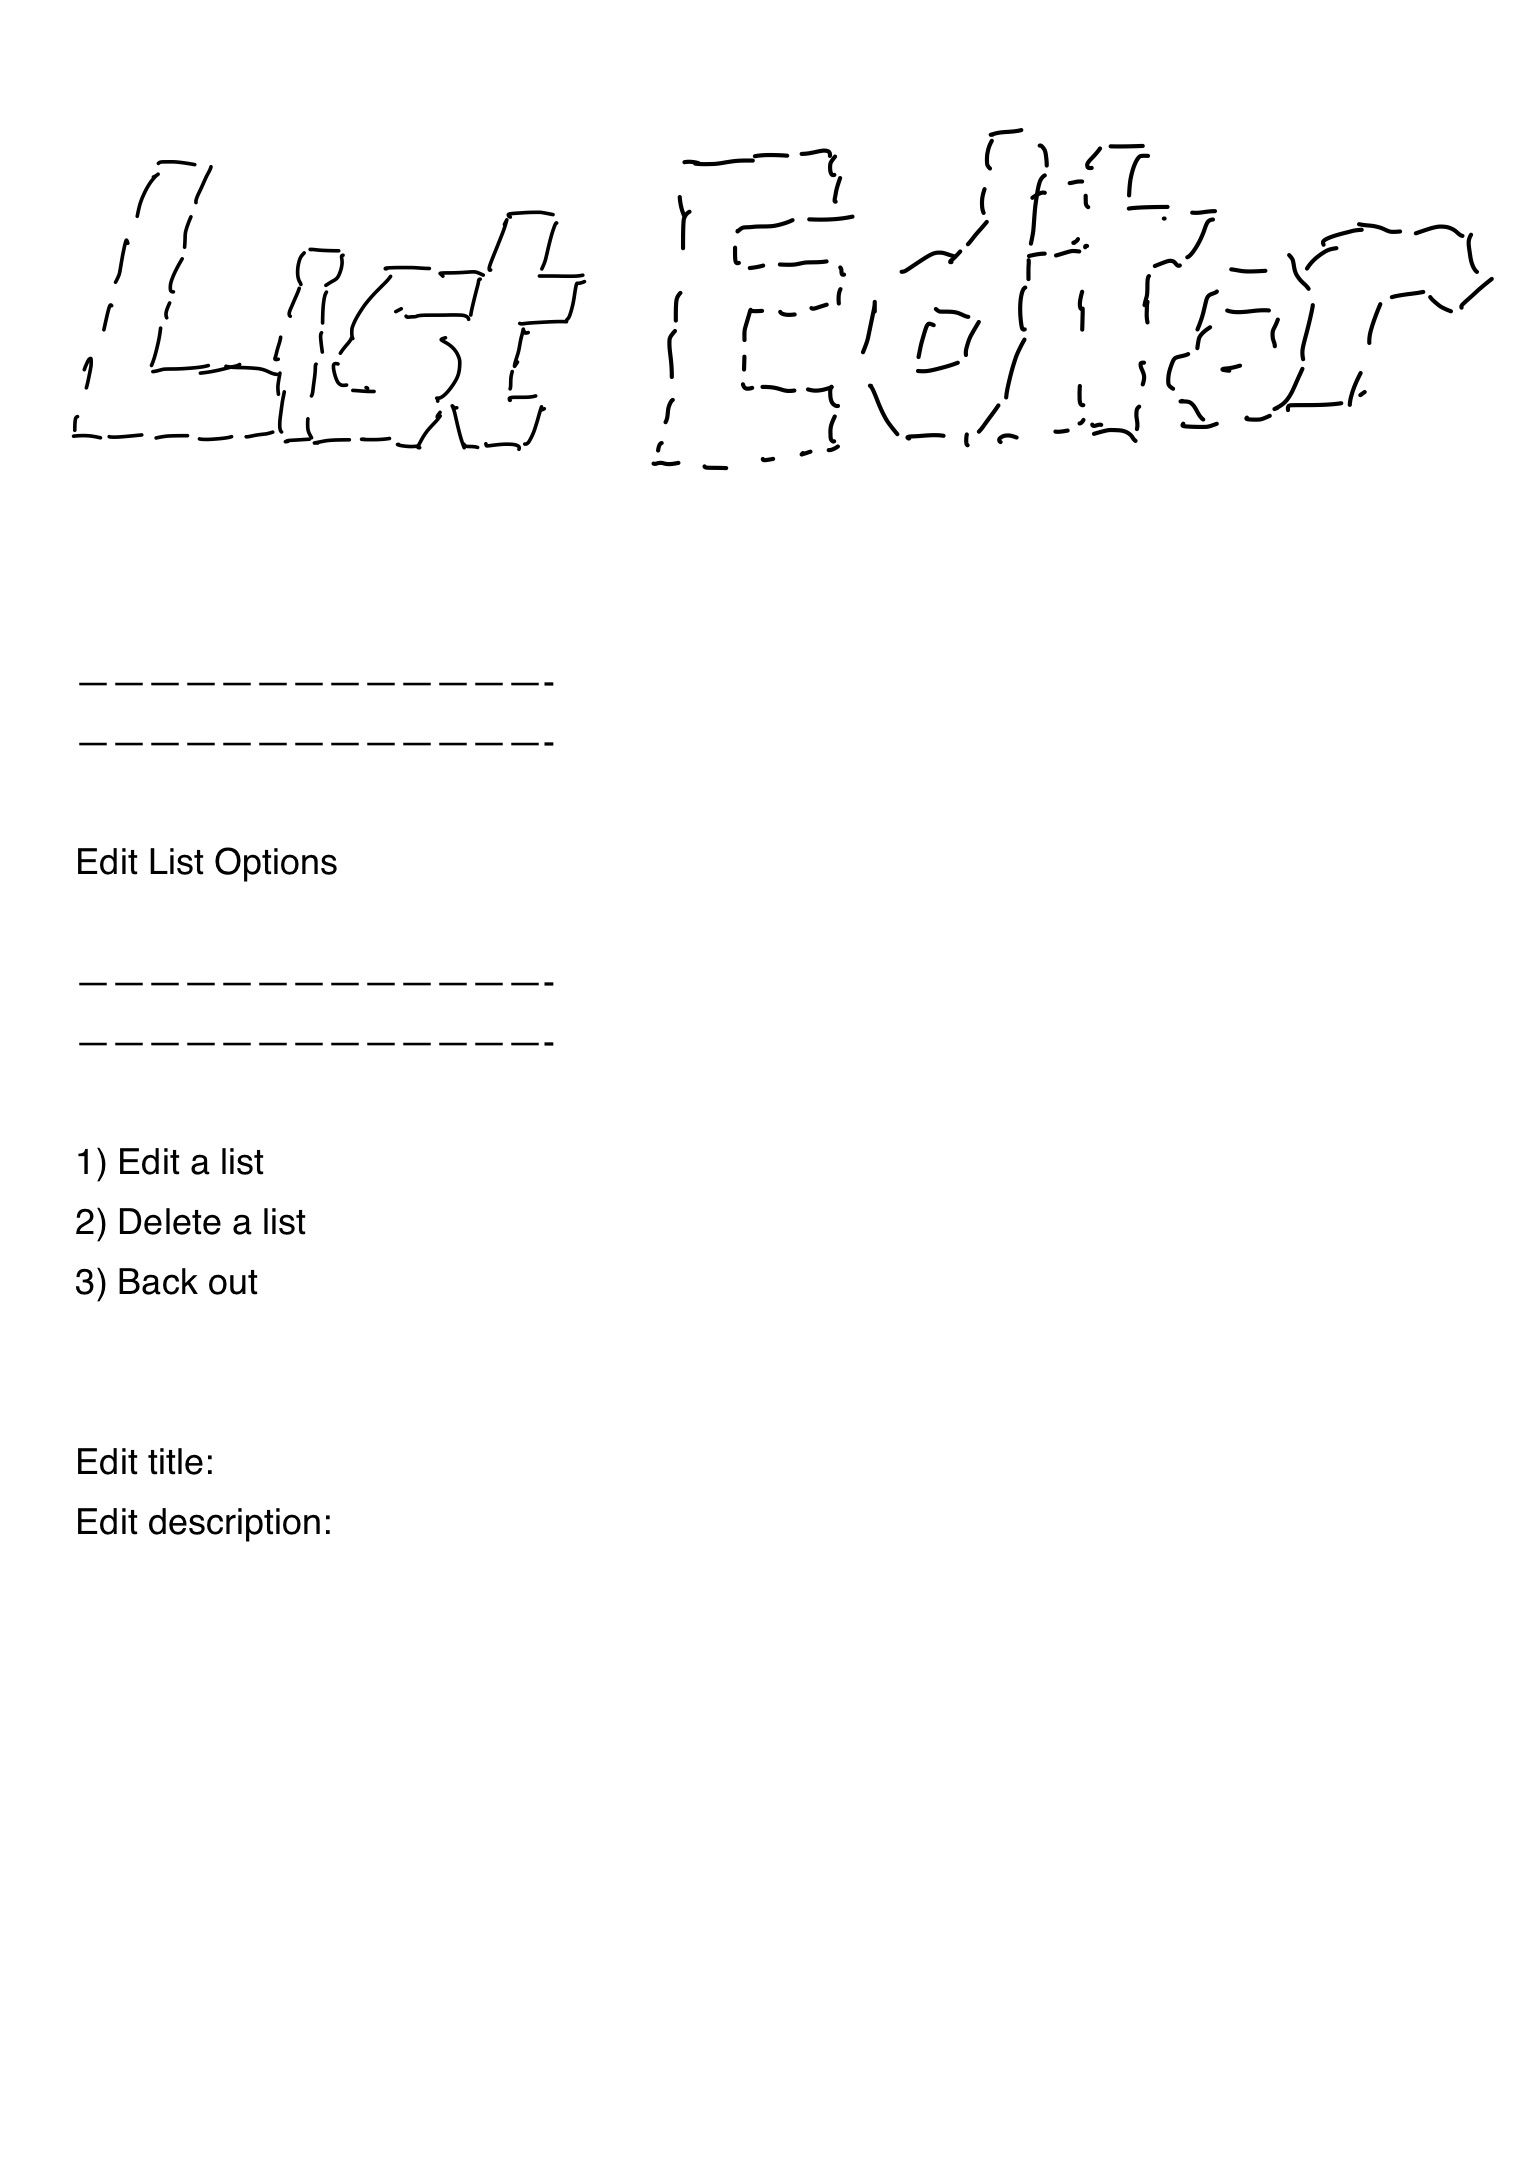 List Editor
— — — — — — — — — — — — —-
— — — — — — — — — — — — —-
Edit List Options
— — — — — — — — — — — — —-
— — — — — — — — — — — — —-
1) Edit a list
2) Delete a list
3) Back out
Edit title:
Edit description: